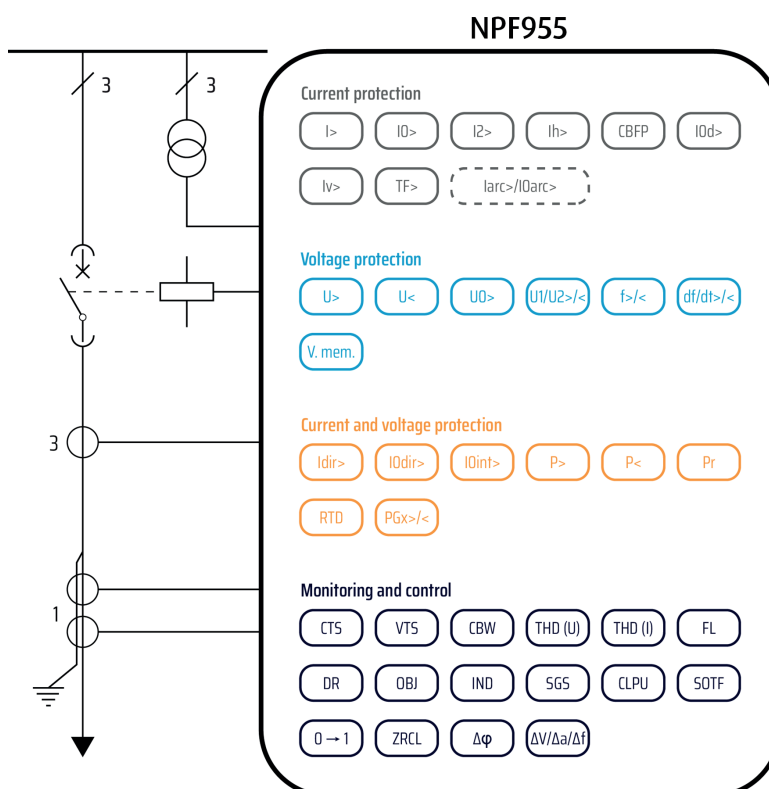 NPF955
3
3
Current protection
I>
I0>
I2>
Ih>
CBFP
I0d>
Iv>
TF>
Iarc>/I0arc>
Voltage protection
U>
U<
U0>
U1/U2>/<
f>/<
df/dt>/<
V. mem.
Current and voltage protection
3
Idir>
I0dir>
I0int>
P>
P<
Pr
RTD
PGx>/<
Monitoring and control
1
CTS
VTS
CBW
THD (U)
THD (I)
FL
DR
OBJ
IND
SGS
CLPU
SOTF
0→1
ZRCL
Δφ
ΔV/Δa/Δf